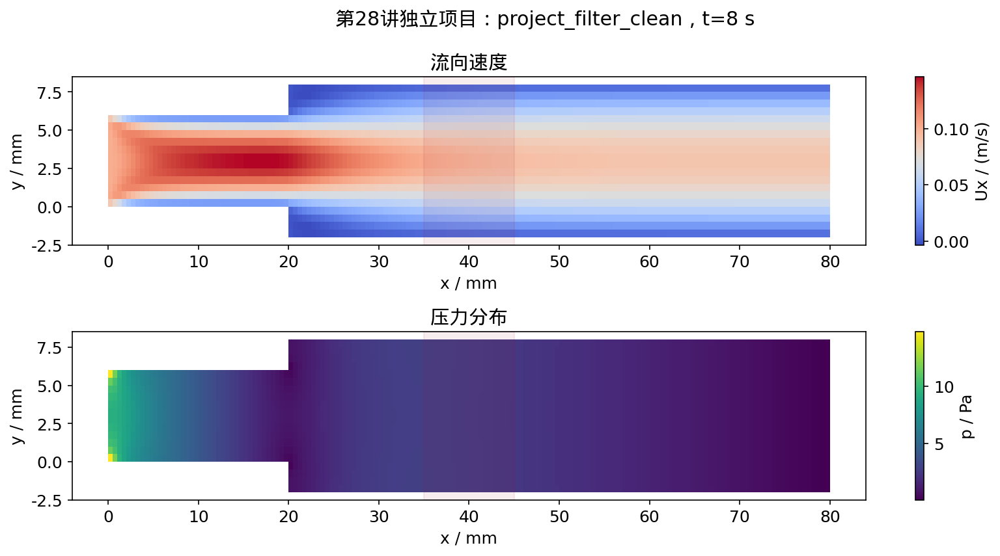 第28讲独立项目：project_filter_clean , t=8 s
流向速度
7.5
5.0
2.5
0.0
-2.5
y / mm
0 10 20 30 40 50 60 70 80
x / mm
0.10
0.05
0.00
Ux / (m/s)
压力分布
7.5
5.0
2.5
0.0
-2.5
y / mm
0 10 20 30 40 50 60 70 80
x / mm
10
5
p / Pa